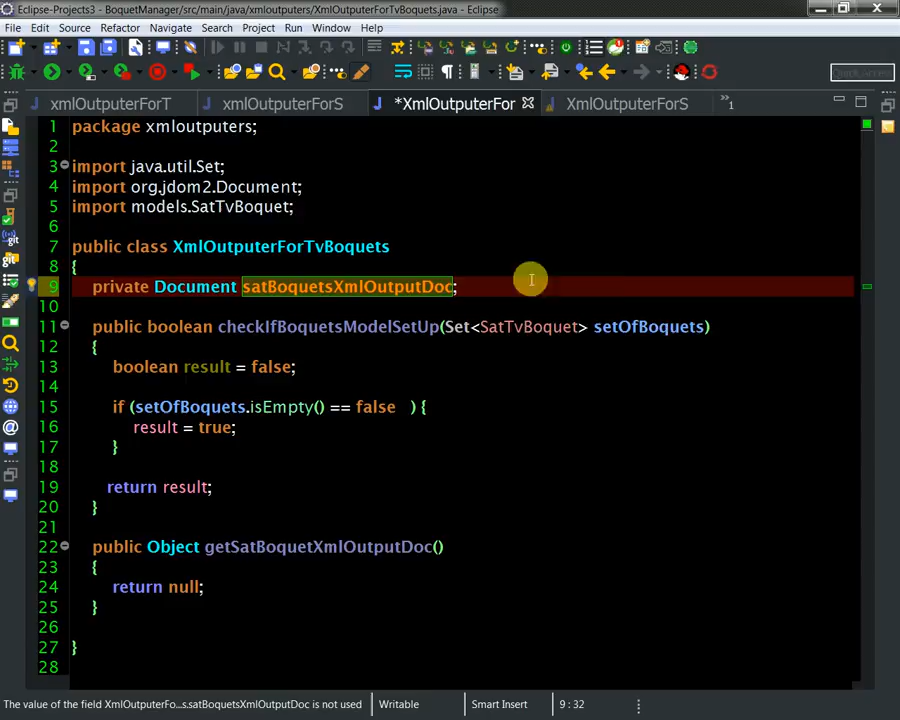 Eclipse-Projects3 - BoquetManager/src/main/java/xmloutputers/XmlOutputerForTvBoquets.java - Eclipse
File Edit Source Refactor Navigate Search Project Run Window Help
Quick Access
xmlOutputerForT xmlOutputerForS *XmlOutputerFor XmlOutputerForS »1
1 package xmloutputers;
2
3 import java.util.Set;
4 import org.jdom2.Document;
5 import models.SatTvBoquet;
6
7 public class XmlOutputerForTvBoquets
8 {
9 private Document satBoquetsXmlOutputDoc;
10
11 public boolean checkIfBoquetsModelSetUp(Set<SatTvBoquet> setOfBoquets)
12 {
13 boolean result = false;
14
15 if (setOfBoquets.isEmpty() == false   ) {
16 result = true;
17 }
18
19 return result;
20 }
21
22 public Object getSatBoquetXmlOutputDoc()
23 {
24 return null;
25 }
26
27 }
28
The value of the field XmlOutputerFo...s.satBoquetsXmlOutputDoc is not used Writable Smart Insert 9 : 32